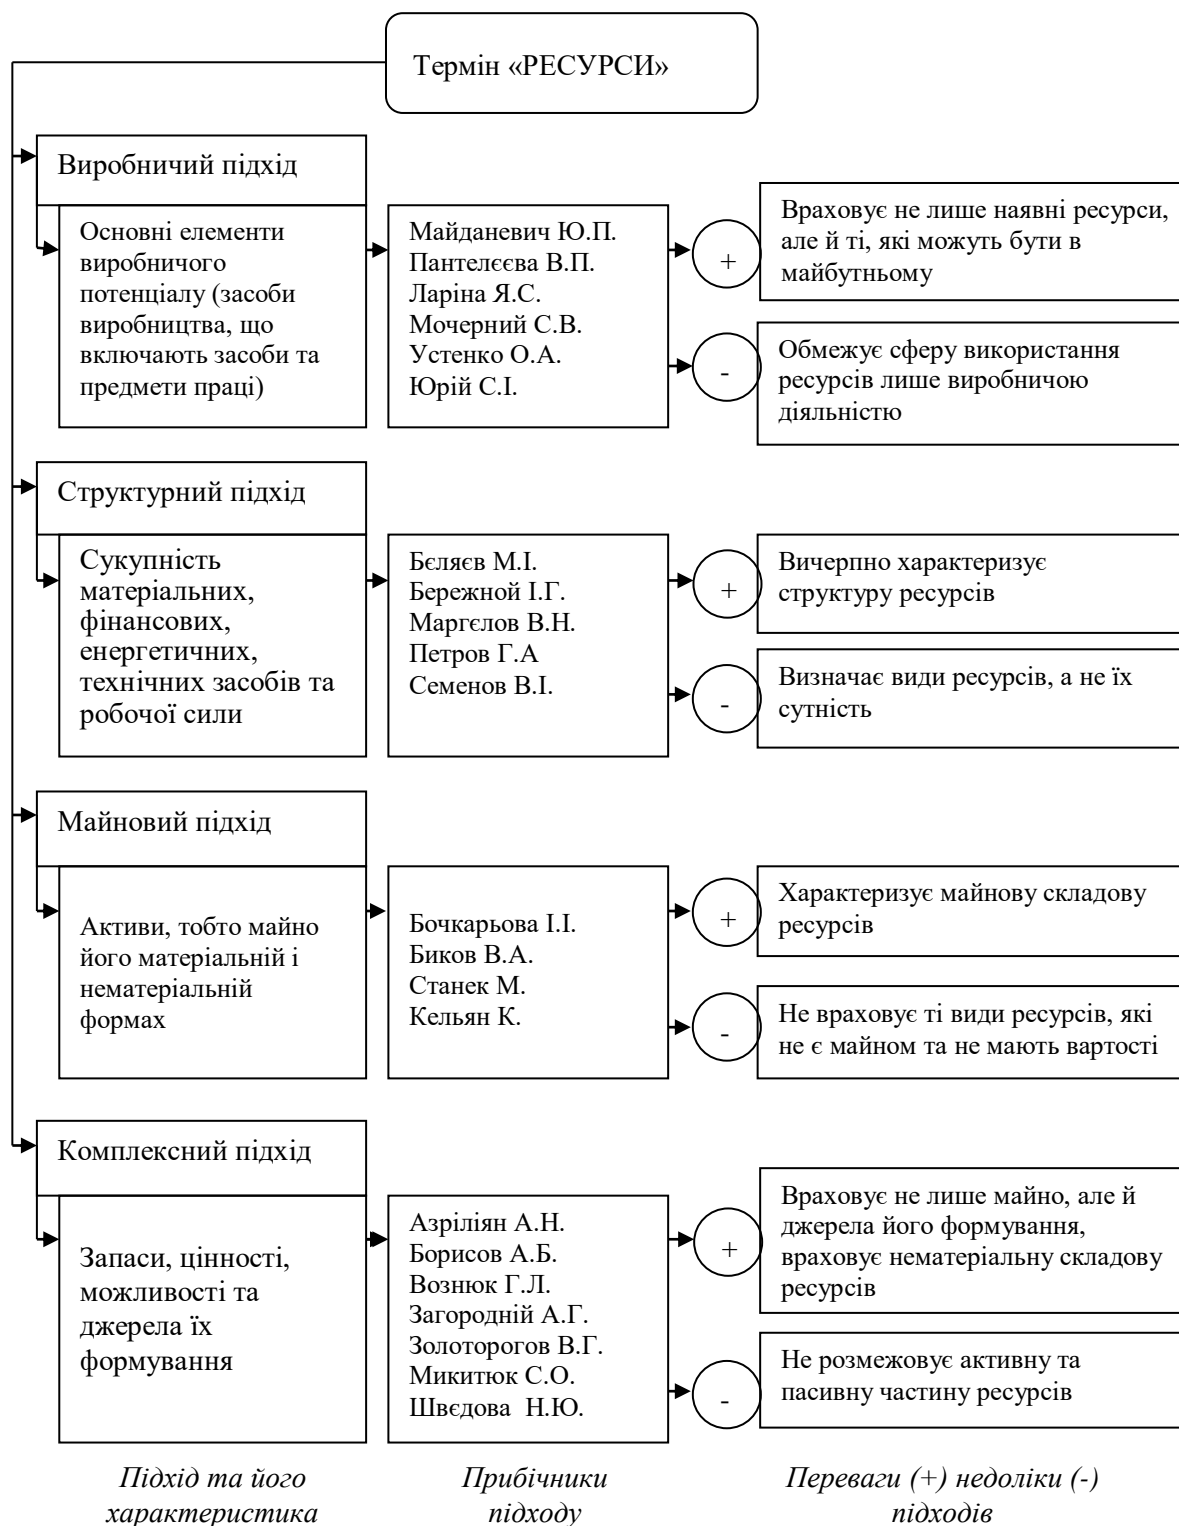 Термін «РЕСУРСИ»
Виробничий підхід
Основні елементи
виробничого
потенціалу (засоби
виробництва, що
включають засоби та
предмети праці)
Майданевич Ю.П.
Пантелєєва В.П.
Ларіна Я.С.
Мочерний С.В.
Устенко О.А.
Юрій С.І.
+
Враховує не лише наявні ресурси,
але й ті, які можуть бути в
майбутньому
-
Обмежує сферу використання
ресурсів лише виробничою
діяльністю
Структурний підхід
Сукупність
матеріальних,
фінансових,
енергетичних,
технічних засобів та
робочої сили
Бєляєв М.І.
Бережной І.Г.
Маргєлов В.Н.
Петров Г.А
Семенов В.І.
+
Вичерпно характеризує
структуру ресурсів
-
Визначає види ресурсів, а не їх
сутність
Майновий підхід
Активи, тобто майно
його матеріальній і
нематеріальній
формах
Бочкарьова І.І.
Биков В.А.
Станек М.
Кельян К.
+
Характеризує майнову складову
ресурсів
-
Не враховує ті види ресурсів, які
не є майном та не мають вартості
Комплексний підхід
Запаси, цінності,
можливості та
джерела їх
формування
Азріліян А.Н.
Борисов А.Б.
Вознюк Г.Л.
Загородній А.Г.
Золоторогов В.Г.
Микитюк С.О.
Швєдова Н.Ю.
+
Враховує не лише майно, але й
джерела його формування,
враховує нематеріальну складову
ресурсів
-
Не розмежовує активну та
пасивну частину ресурсів
Підхід та його
характеристика
Прибічники
підходу
Переваги (+) недоліки (-)
підходів